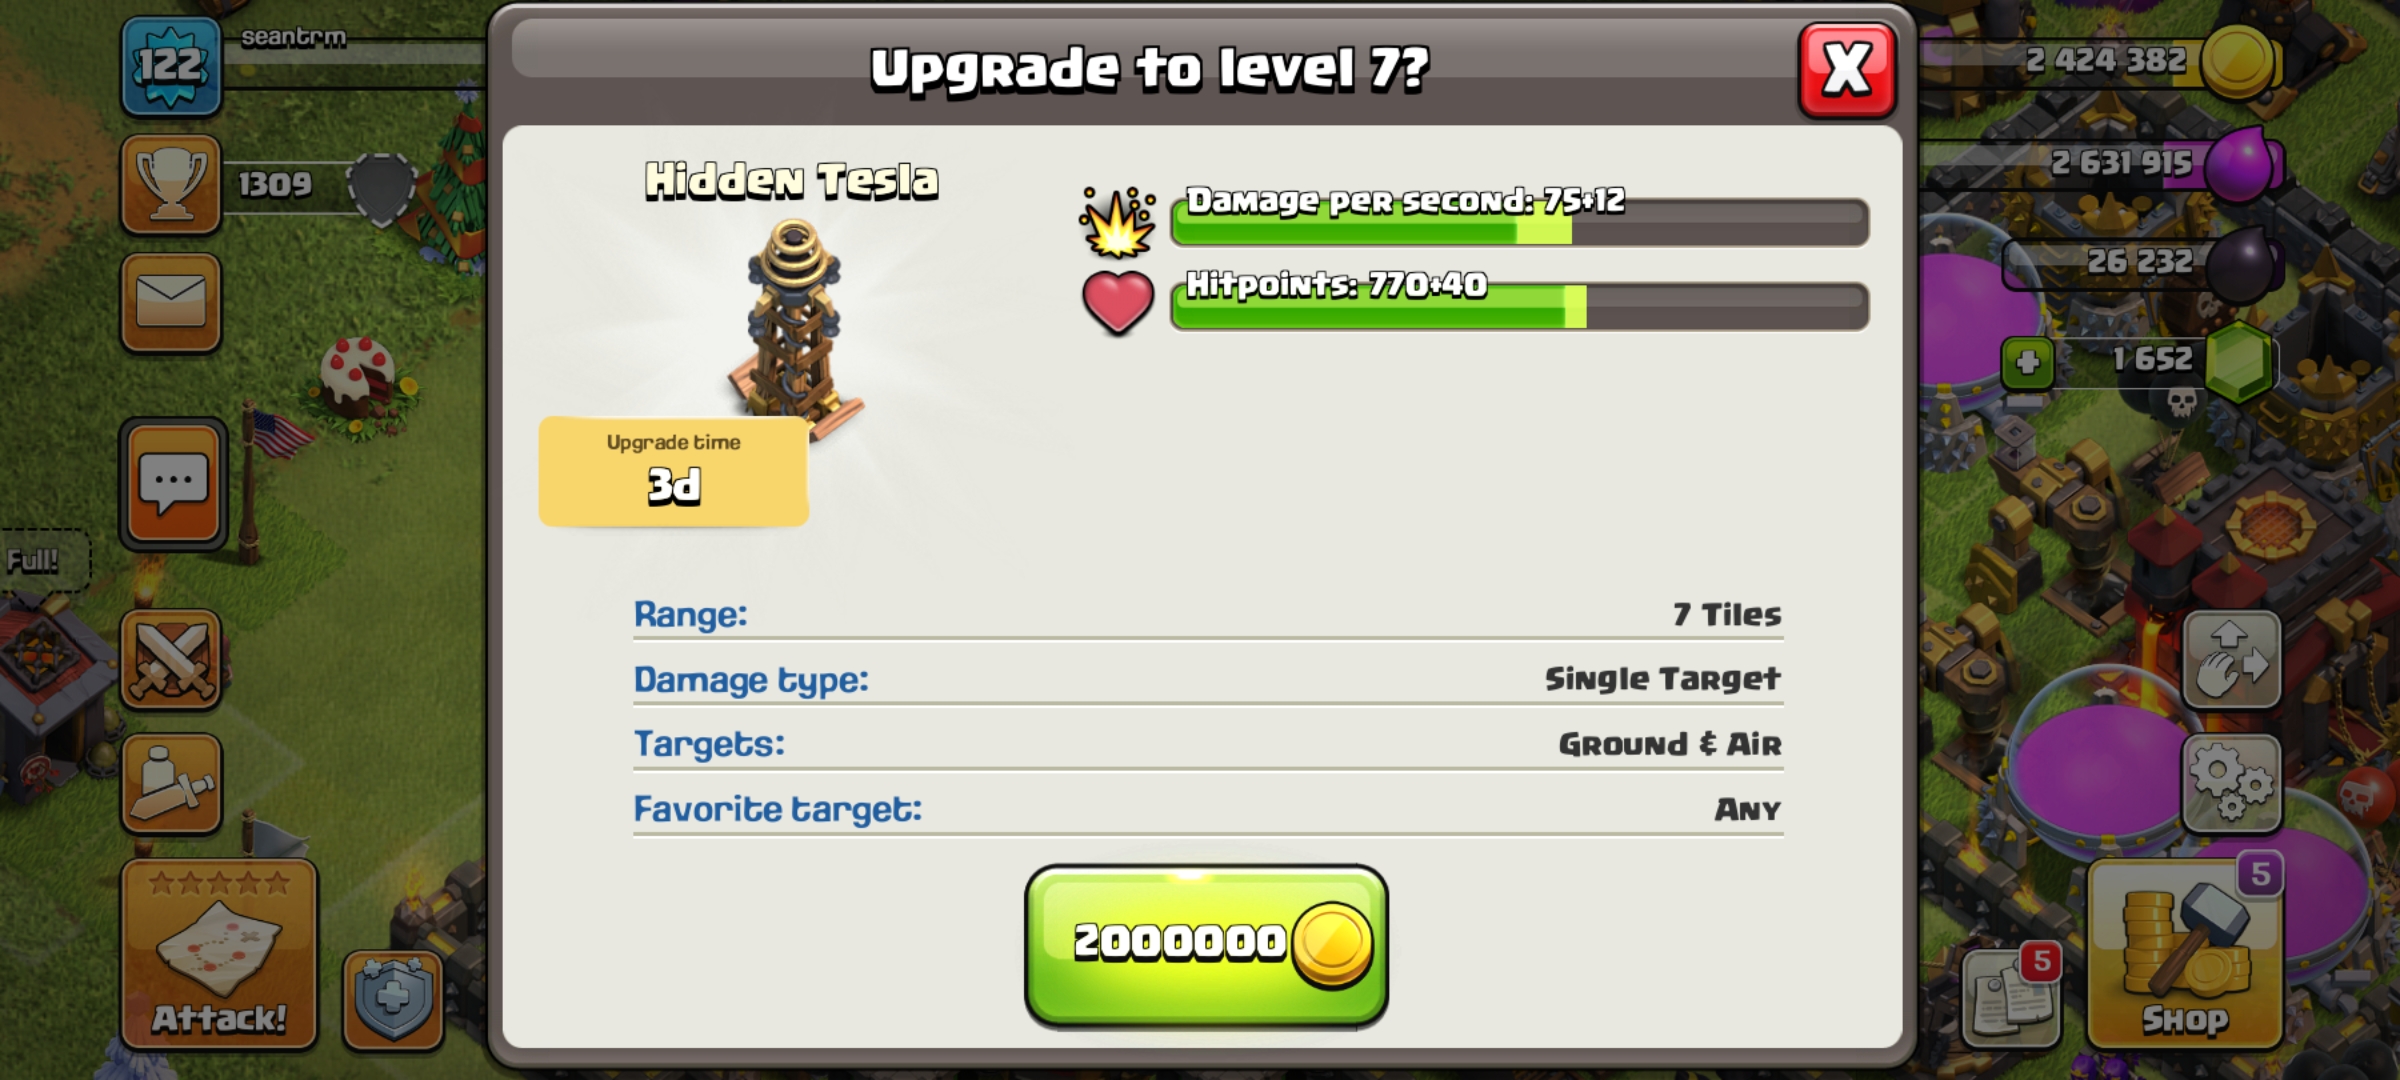 Upgrade to level 7?
X
122
seantrm
1309
2 424 382
2 631 915
26 232
1 652
Hidden Tesla
Damage per second: 75+12
Hitpoints: 770+40
Upgrade time
3d
Full!
Range: 7 Tiles
Damage type: Single Target
Targets: Ground & Air
Favorite target: Any
2000000
Attack!
5
5
Shop